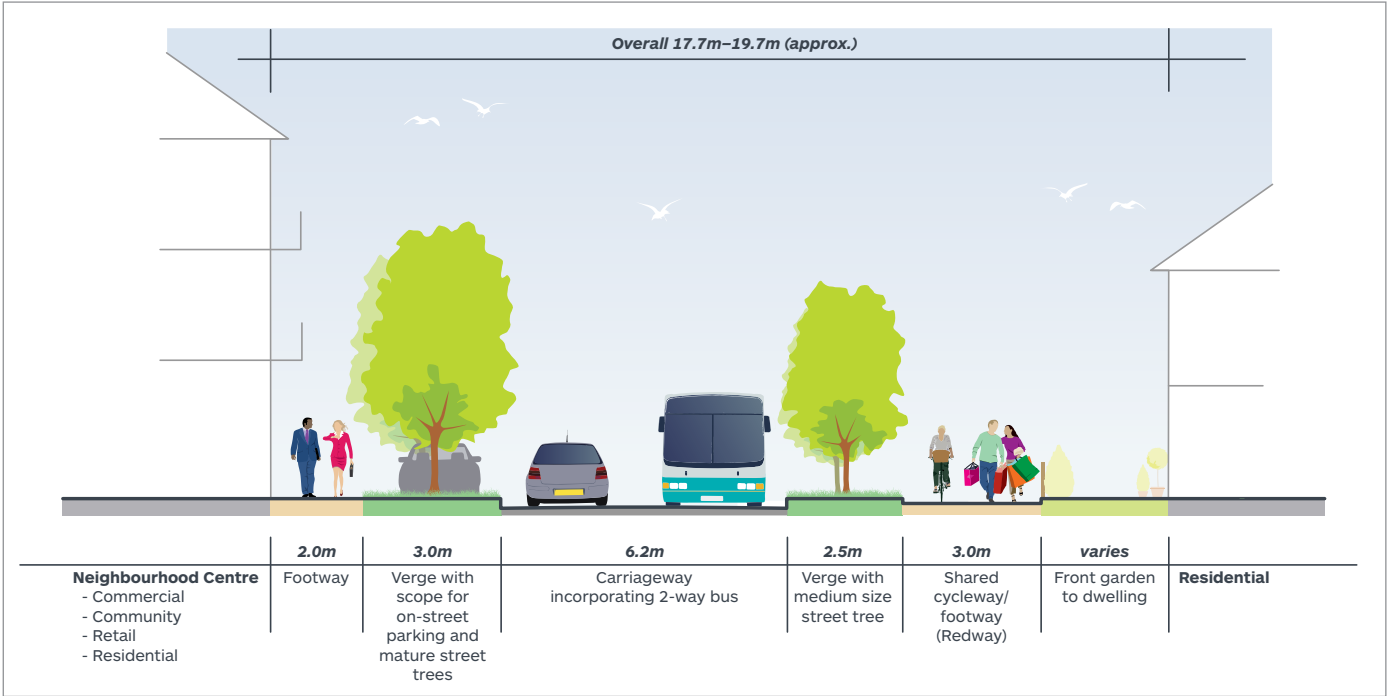 Overall 17.7m–19.7m (approx.)
2.0m
3.0m
6.2m
2.5m
3.0m
varies
Neighbourhood Centre
- Commercial
- Community
- Retail
- Residential
Footway
Verge with
scope for
on-street
parking and
mature street
trees
Carriageway
incorporating 2-way bus
Verge with
medium size
street tree
Shared
cycleway/
footway
(Redway)
Front garden
to dwelling
Residential